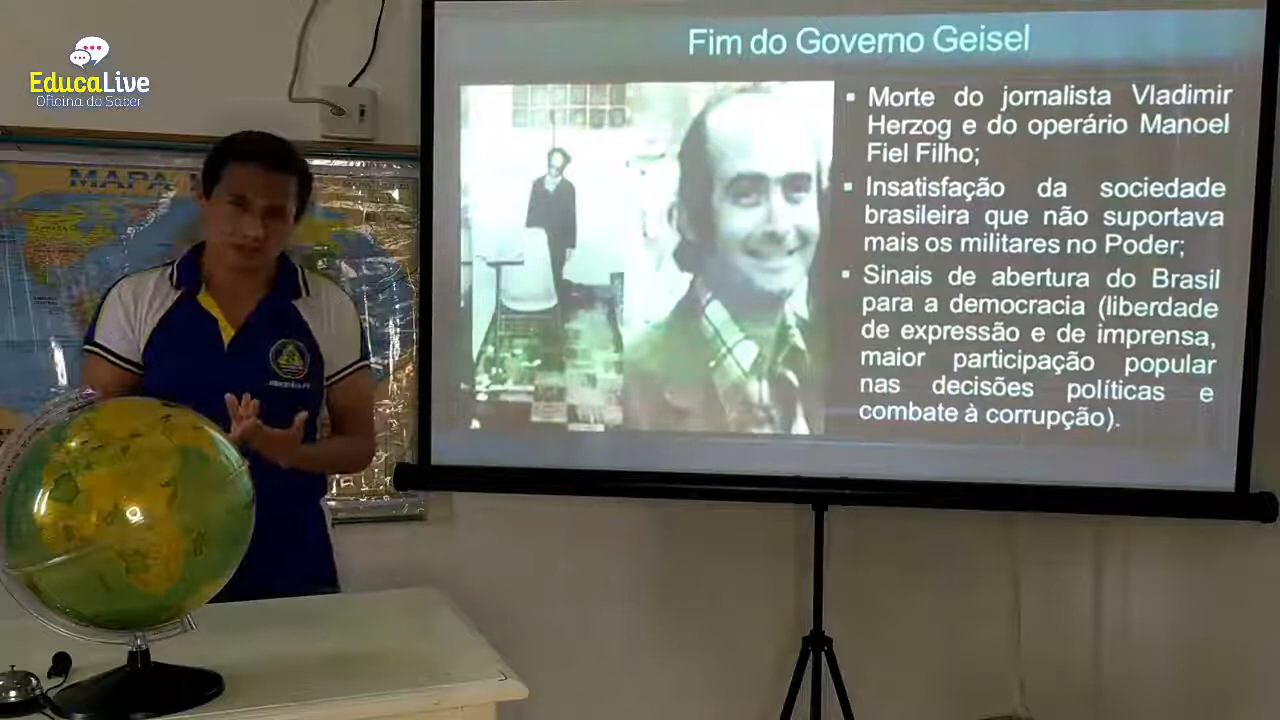 EducaLive
Oficina do Saber
MAPA
Fim do Governo Geisel
▪ Morte do jornalista Vladimir
Herzog e do operário Manoel
Fiel Filho;
▪ Insatisfação da sociedade
brasileira que não suportava
mais os militares no Poder;
▪ Sinais de abertura do Brasil
para a democracia (liberdade
de expressão e de imprensa,
maior participação popular
nas decisões políticas e
combate à corrupção).